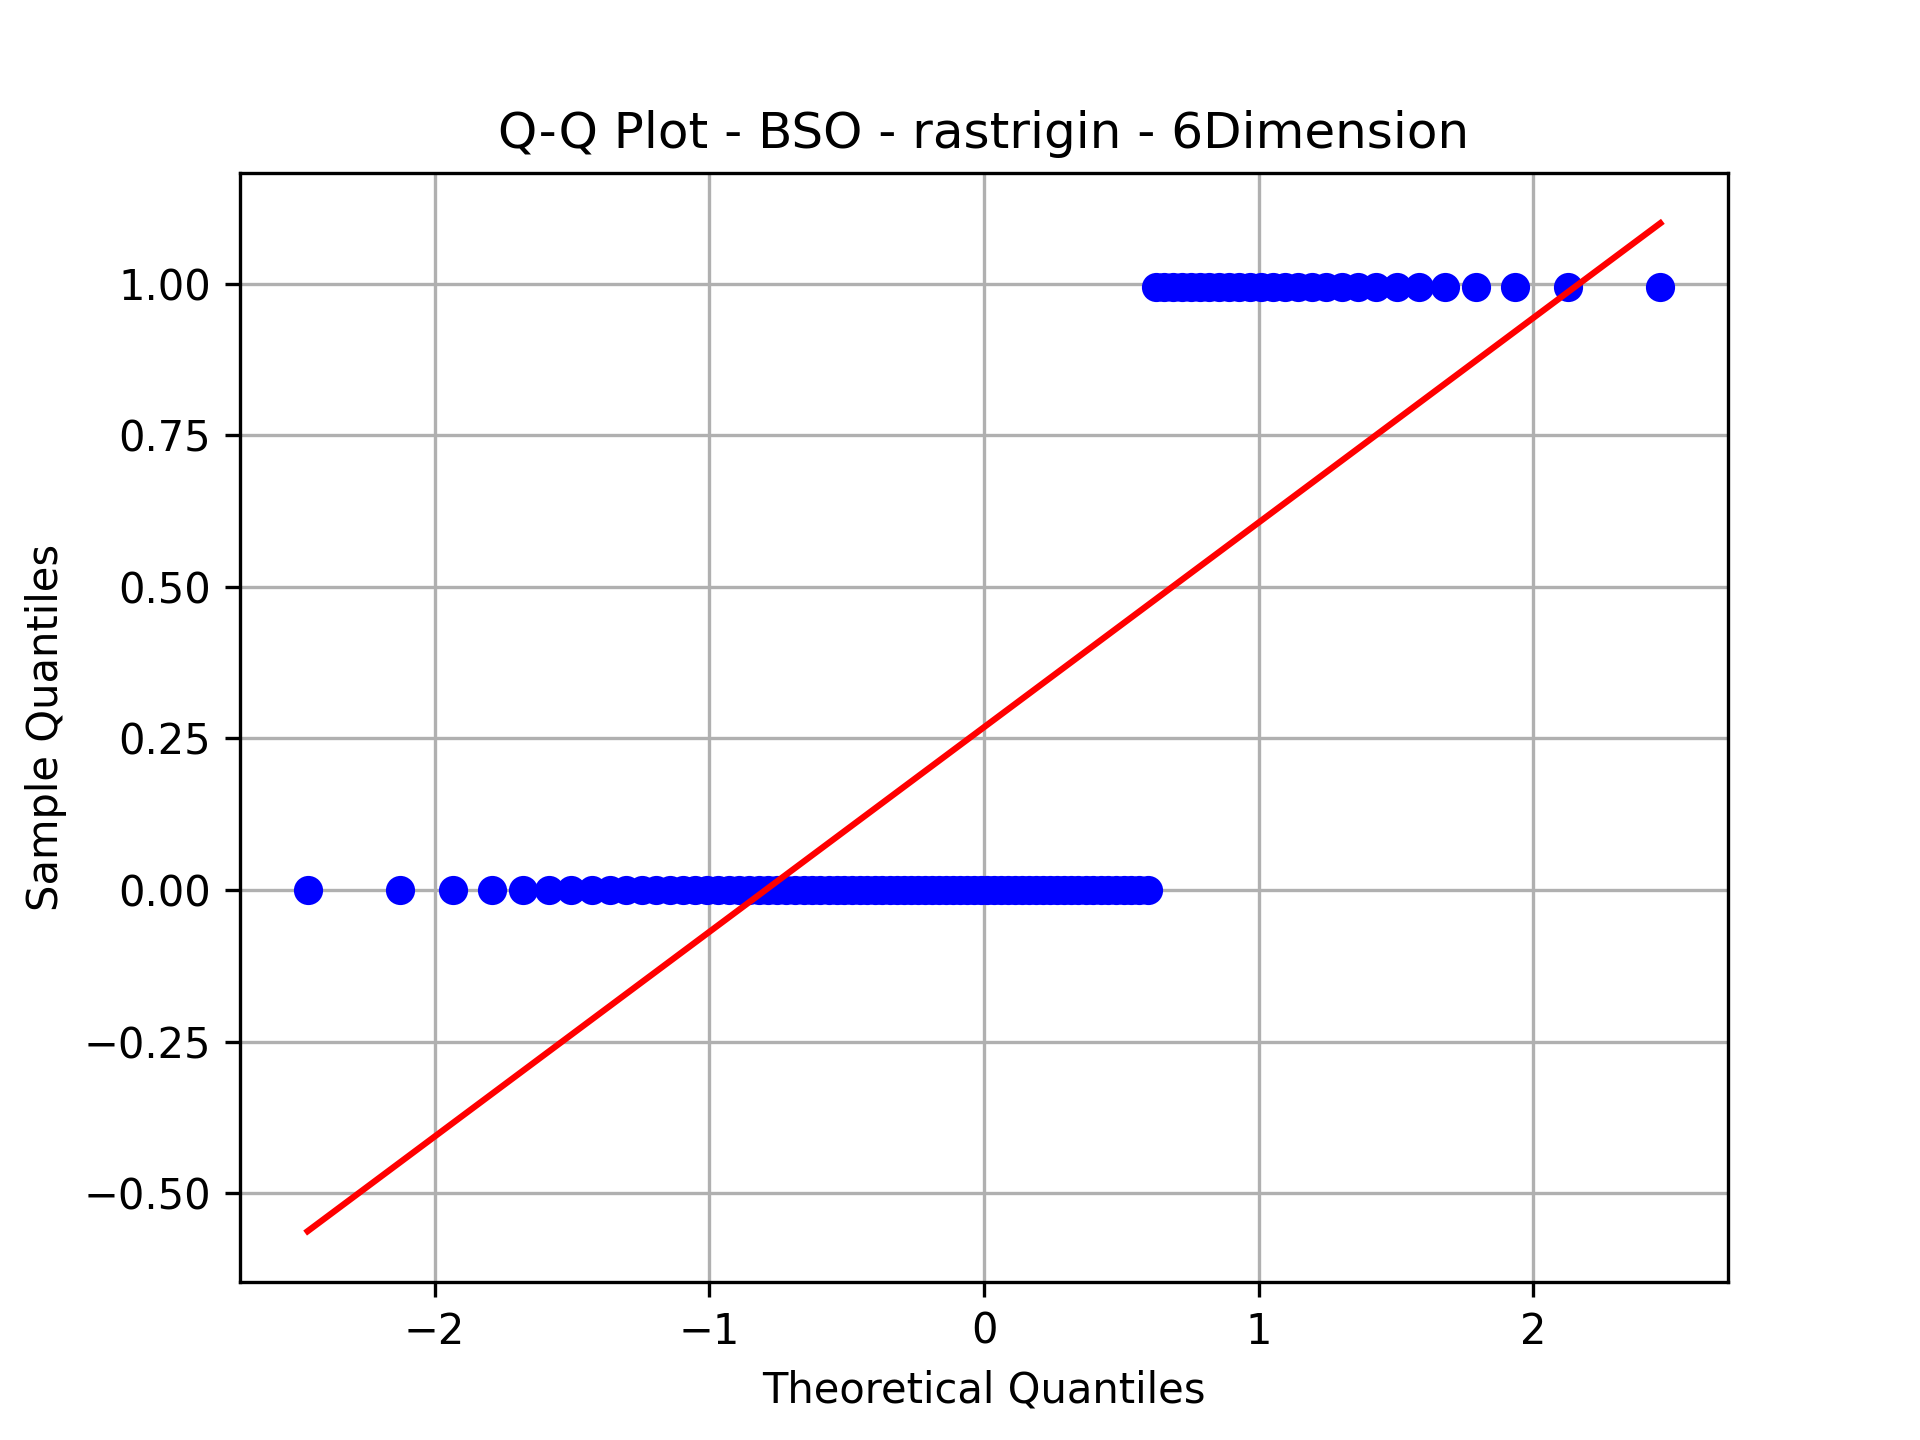 Q-Q Plot - BSO - rastrigin - 6Dimension
1.00
0.75
0.50
0.25
0.00
−0.25
−0.50
Sample Quantiles
−2 −1 0 1 2
Theoretical Quantiles